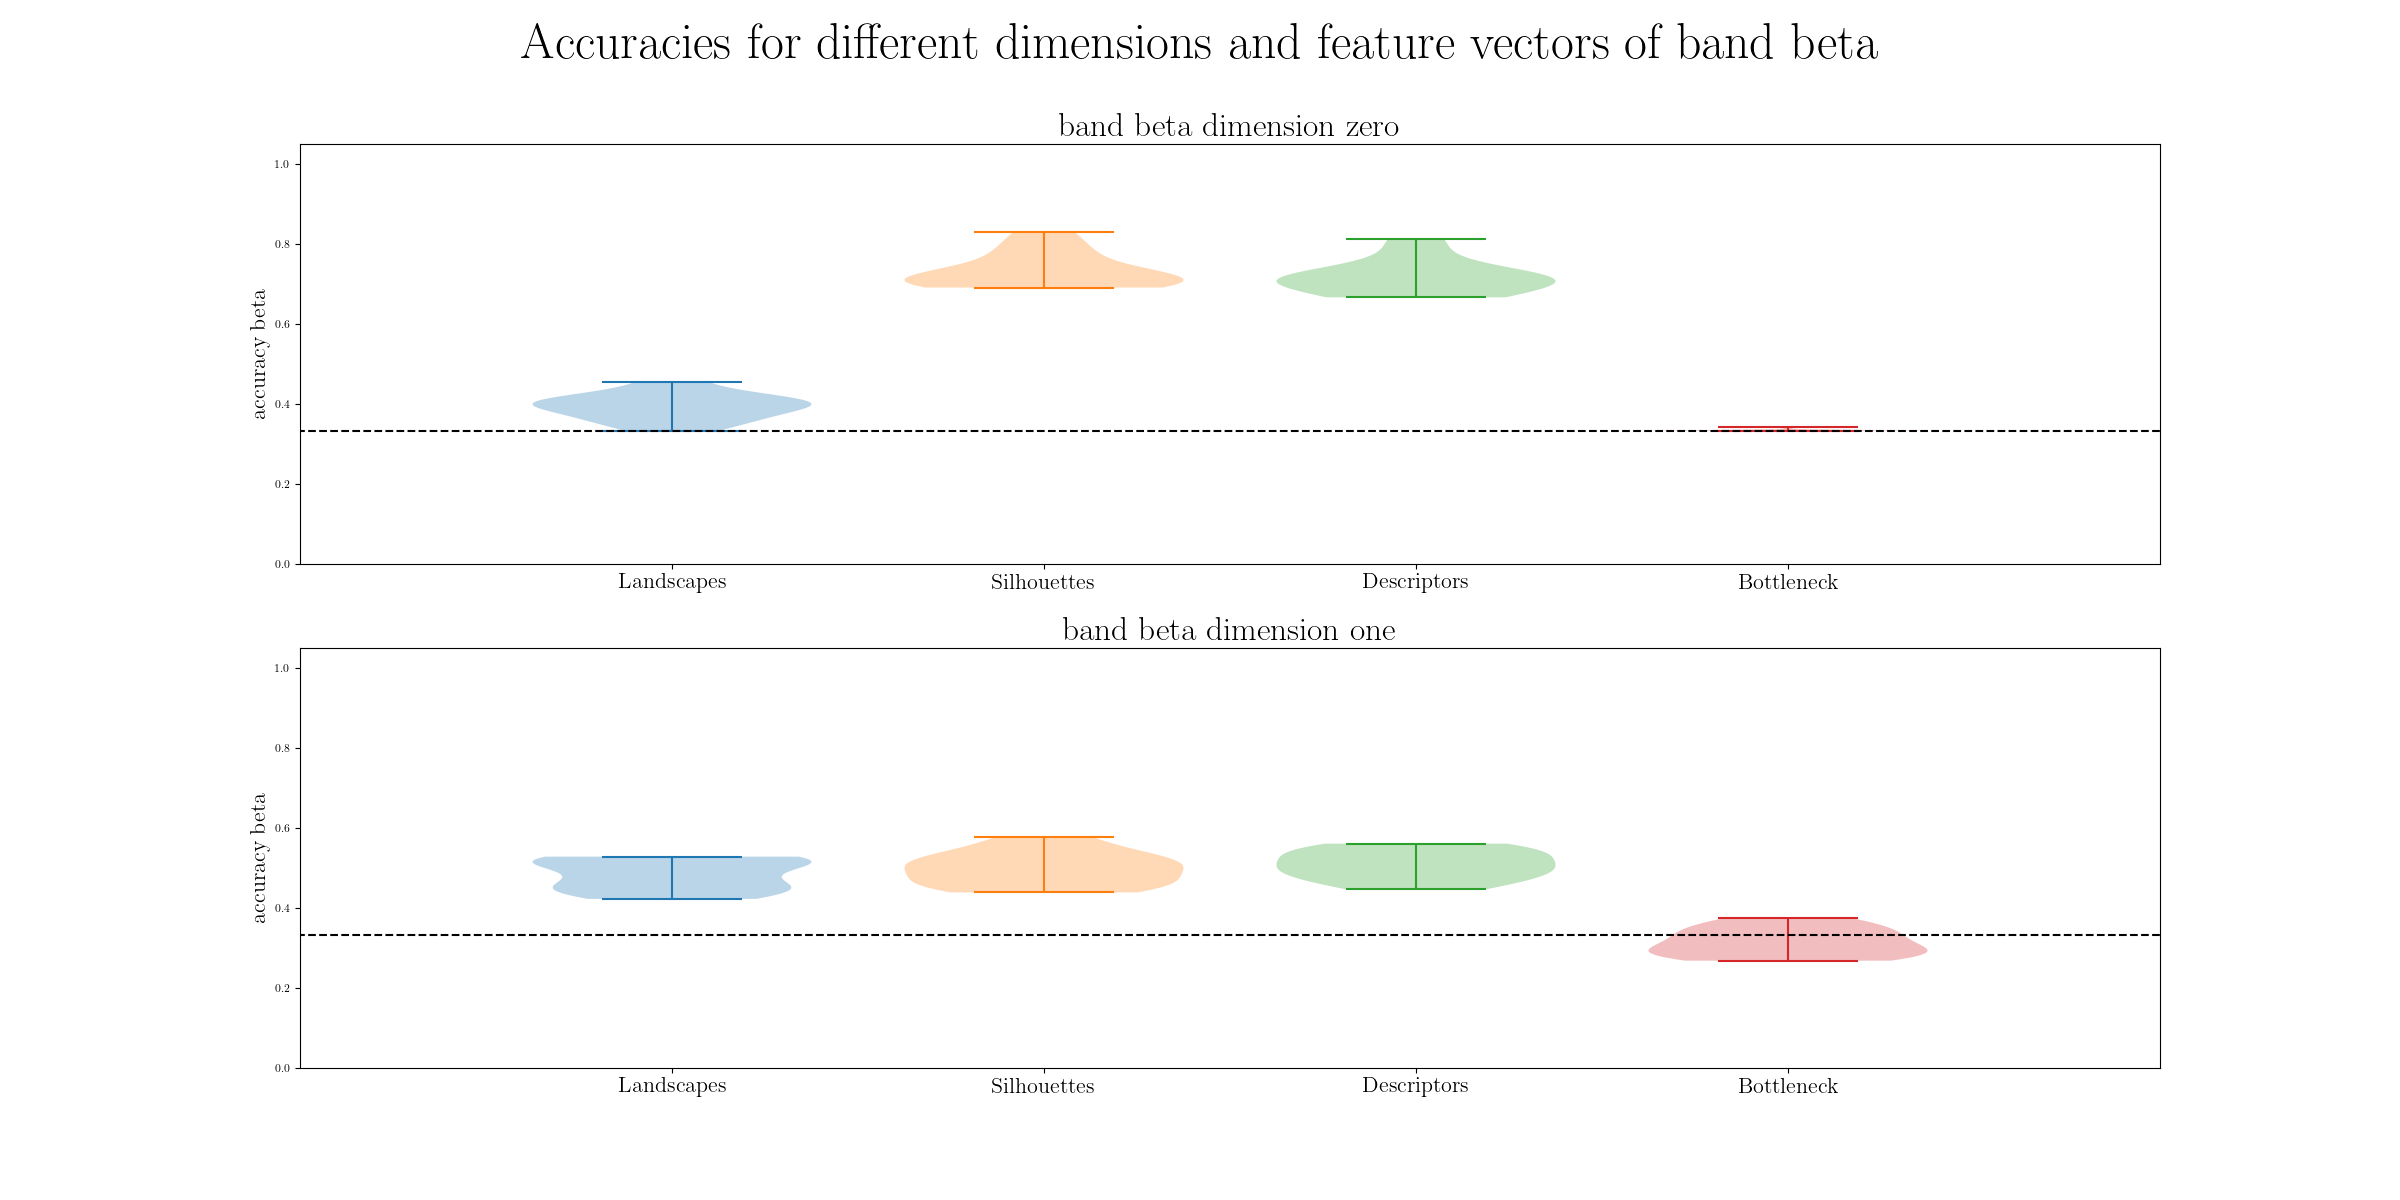 Accuracies for different dimensions and feature vectors of band beta
band beta dimension zero
accuracy beta
1.0
0.8
0.6
0.4
0.2
0.0
Landscapes Silhouettes Descriptors Bottleneck
band beta dimension one
accuracy beta
1.0
0.8
0.6
0.4
0.2
0.0
Landscapes Silhouettes Descriptors Bottleneck